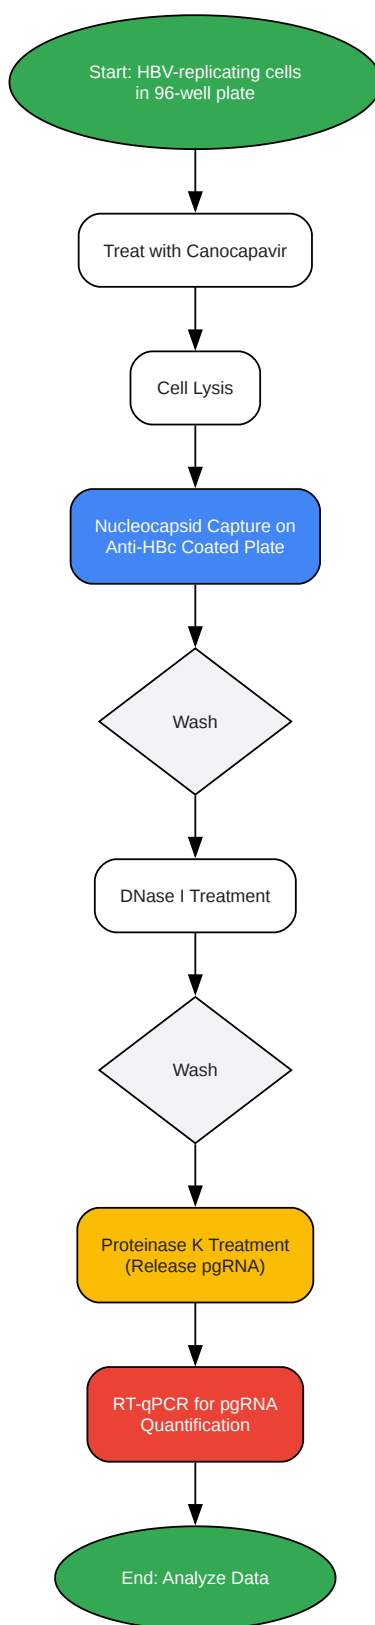 Start: HBV-replicating cells
in 96-well plate
Treat with Canocapavir
Cell Lysis
Nucleocapsid Capture on
Anti-HBc Coated Plate
Wash
DNase I Treatment
Wash
Proteinase K Treatment
(Release pgRNA)
RT-qPCR for pgRNA
Quantification
End: Analyze Data